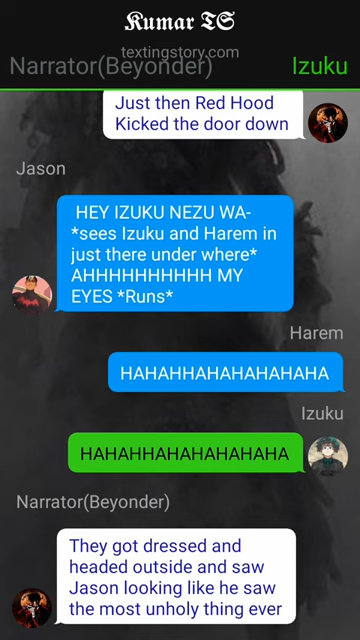 Kumar TS
textingstory.com
Narrator(Beyonder) Izuku
Just then Red Hood
Kicked the door down
Jason
HEY IZUKU NEZU WA-
*sees Izuku and Harem in
just there under where*
AHHHHHHHHHH MY
EYES *Runs*
Harem
HAHAHHAHAHAHAHAHA
Izuku
HAHAHHAHAHAHAHAHA
Narrator(Beyonder)
They got dressed and
headed outside and saw
Jason looking like he saw
the most unholy thing ever